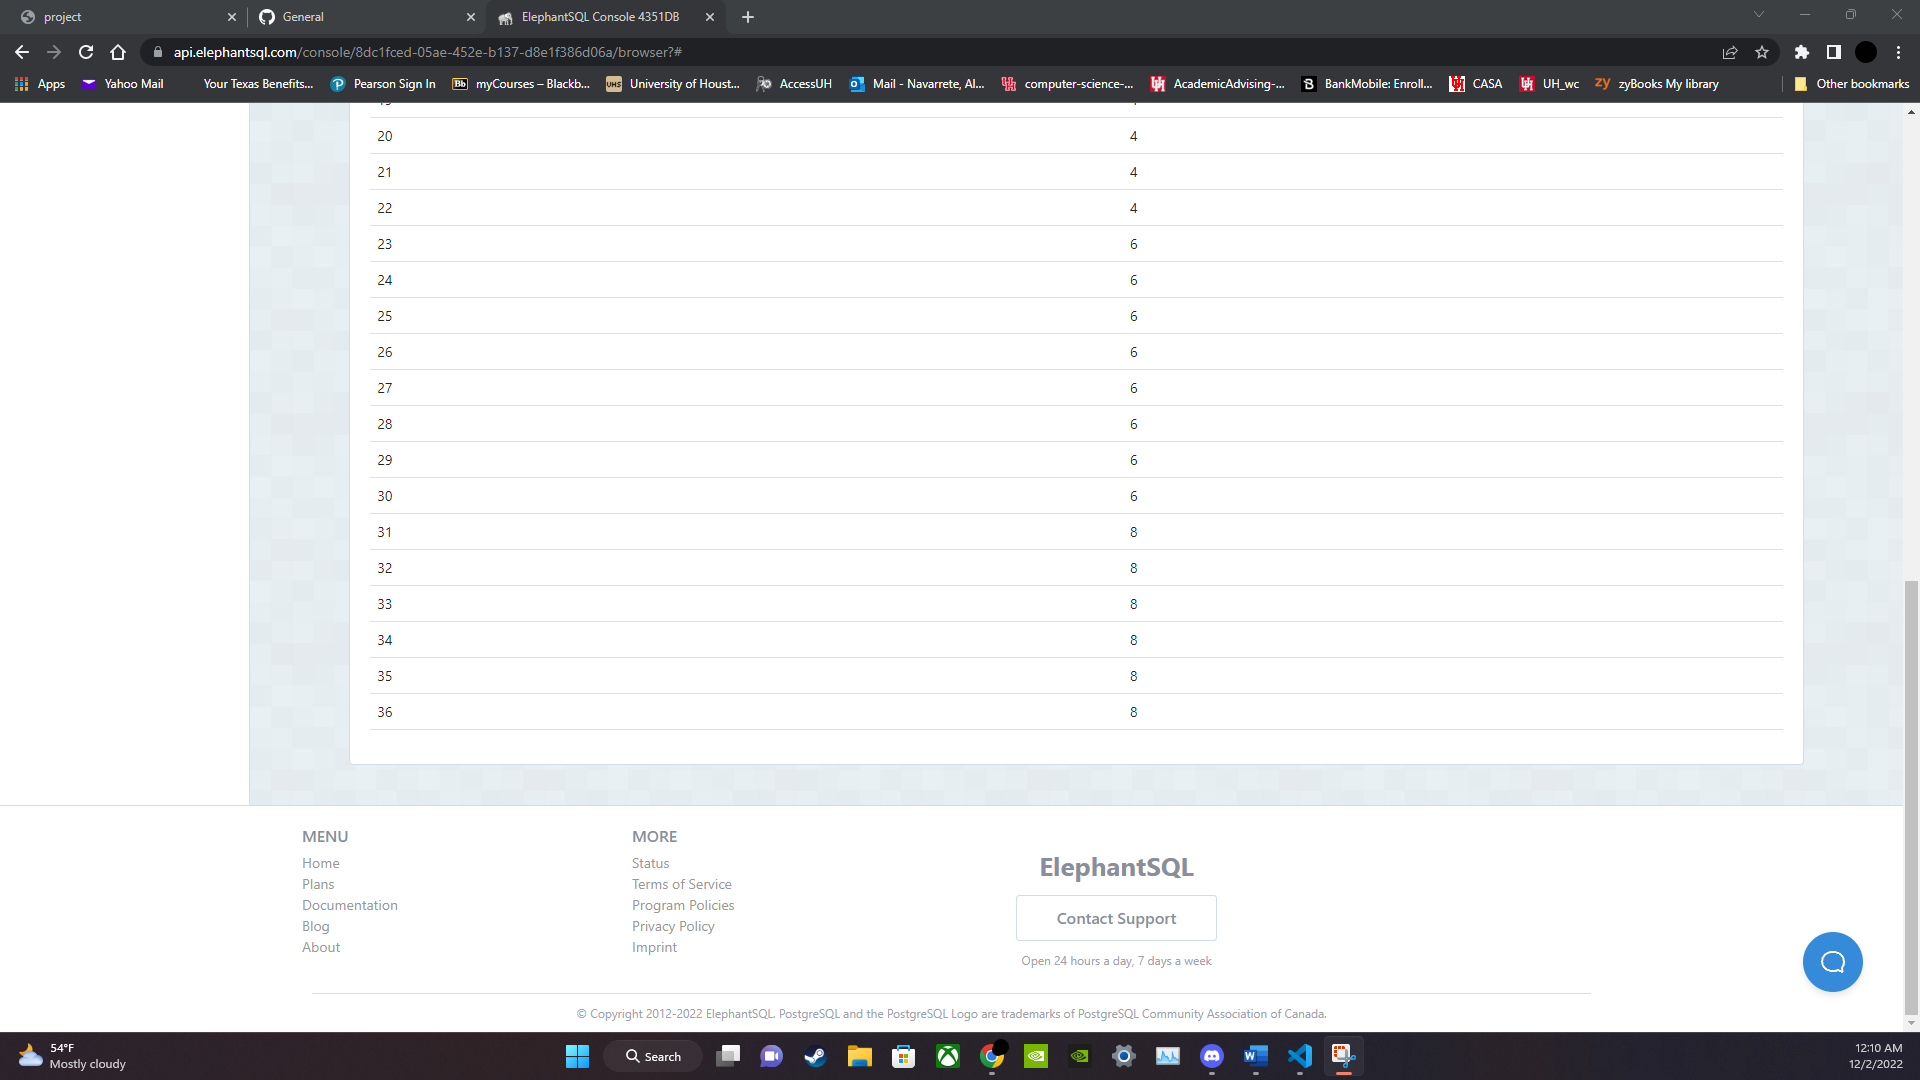 project
General
ElephantSQL Console 4351DB
api.elephantsql.com/console/8dc1fced-05ae-452e-b137-d8e1f386d06a/browser?#
Apps Yahoo Mail Your Texas Benefits... Pearson Sign In Bb myCourses – Blackb... UHS University of Houst... AccessUH Mail - Navarrete, Al... computer-science-... AcademicAdvising-... B BankMobile: Enroll... CASA UH_wc zy zyBooks My library Other bookmarks
20 4
21 4
22 4
23 6
24 6
25 6
26 6
27 6
28 6
29 6
30 6
31 8
32 8
33 8
34 8
35 8
36 8
MENU
Home
Plans
Documentation
Blog
About
MORE
Status
Terms of Service
Program Policies
Privacy Policy
Imprint
ElephantSQL
Contact Support
Open 24 hours a day, 7 days a week
© Copyright 2012-2022 ElephantSQL. PostgreSQL and the PostgreSQL Logo are trademarks of PostgreSQL Community Association of Canada.
54°F
Mostly cloudy
Search
12:10 AM
12/2/2022